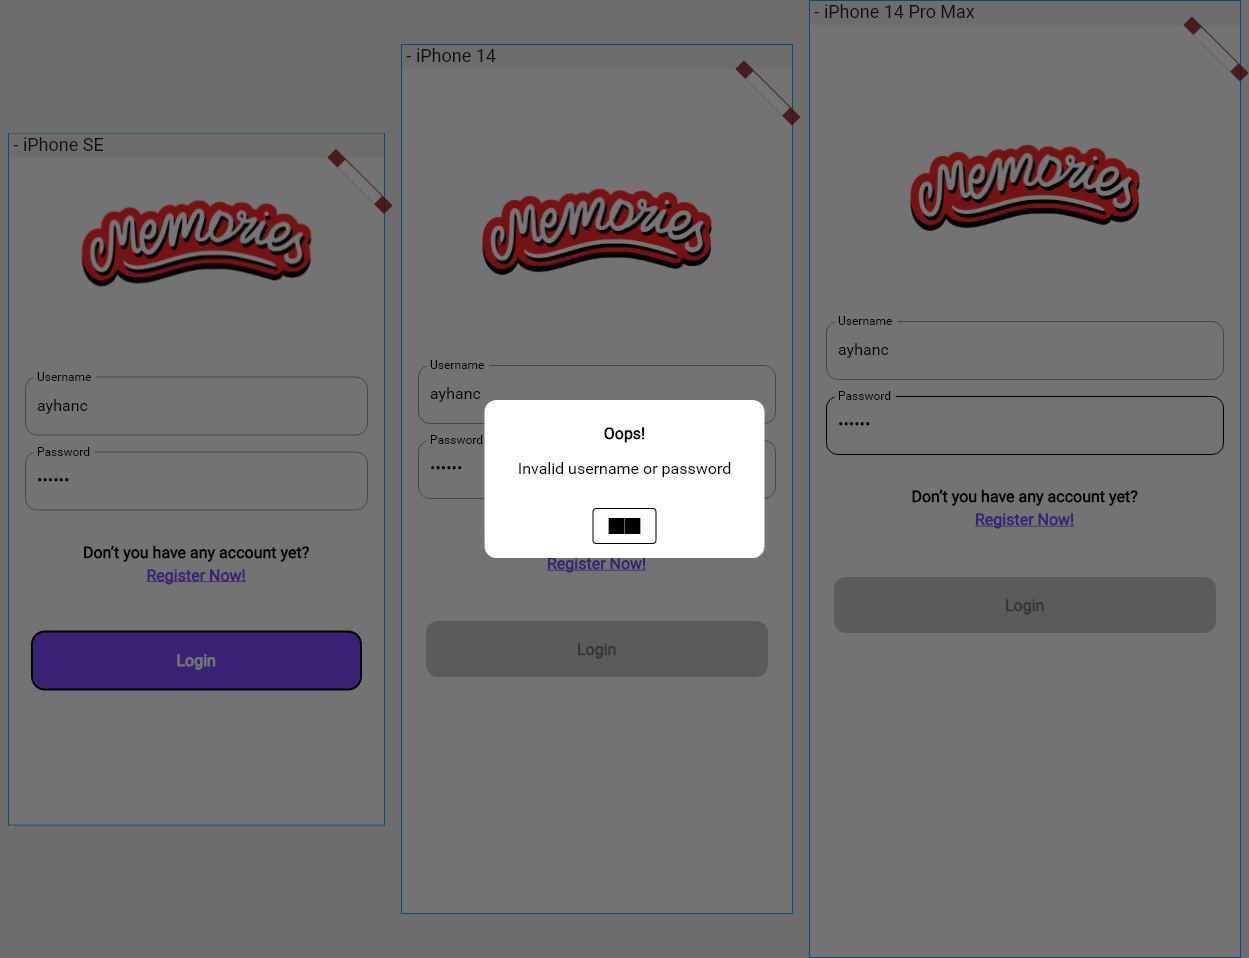 - iPhone SE
Memories
Username
ayhanc
Password
••••••
Don't you have any account yet?
Register Now!
Login
- iPhone 14
Memories
Username
ayhanc
Password
••••••
Register Now!
Login
Oops!
Invalid username or password
- iPhone 14 Pro Max
Memories
Username
ayhanc
Password
••••••
Don't you have any account yet?
Register Now!
Login